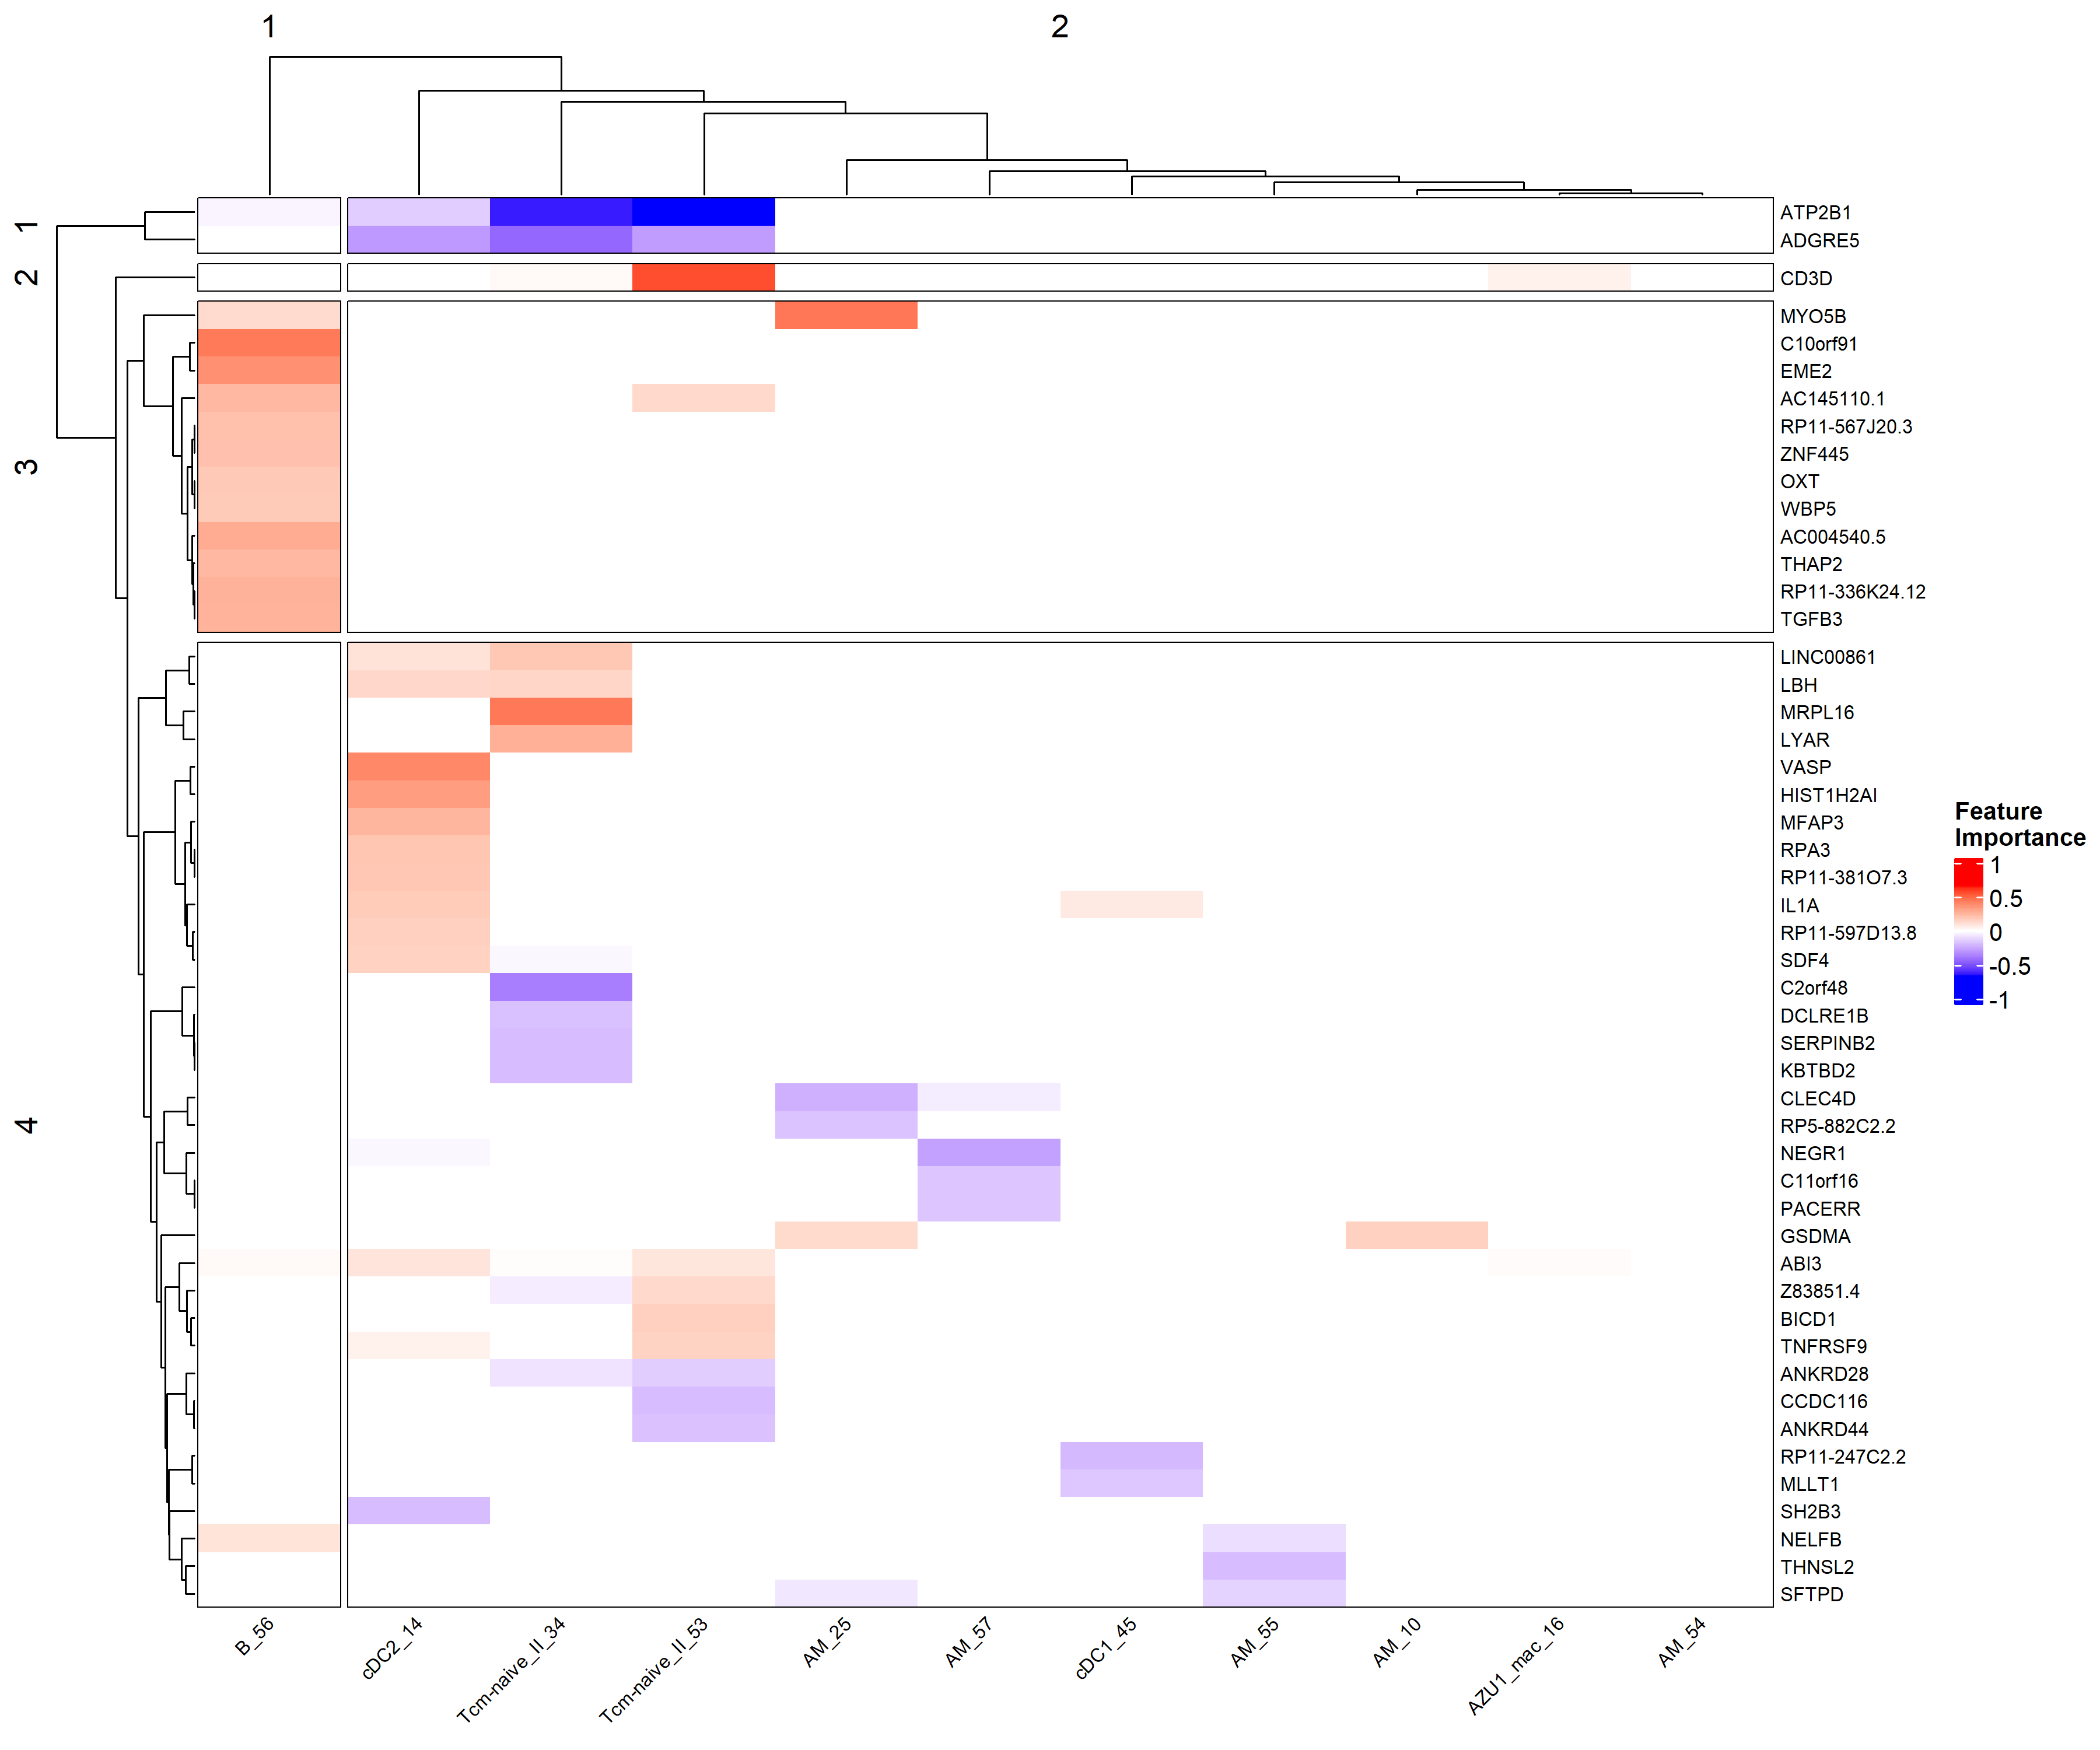 1
2
1
2
3
4
ATP2B1
ADGRE5
CD3D
MYO5B
C10orf91
EME2
AC145110.1
RP11-567J20.3
ZNF445
OXT
WBP5
AC004540.5
THAP2
RP11-336K24.12
TGFB3
LINC00861
LBH
MRPL16
LYAR
VASP
HIST1H2AI
MFAP3
RPA3
RP11-381O7.3
IL1A
RP11-597D13.8
SDF4
C2orf48
DCLRE1B
SERPINB2
KBTBD2
CLEC4D
RP5-882C2.2
NEGR1
C11orf16
PACERR
GSDMA
ABI3
Z83851.4
BICD1
TNFRSF9
ANKRD28
CCDC116
ANKRD44
RP11-247C2.2
MLLT1
SH2B3
NELFB
THNSL2
SFTPD
Feature
Importance
1
0.5
0
-0.5
-1
B_56
cDC2_14
Tcm-naive_II_34
Tcm-naive_II_53
AM_25
AM_57
cDC1_45
AM_55
AM_10
AZU1_mac_16
AM_54